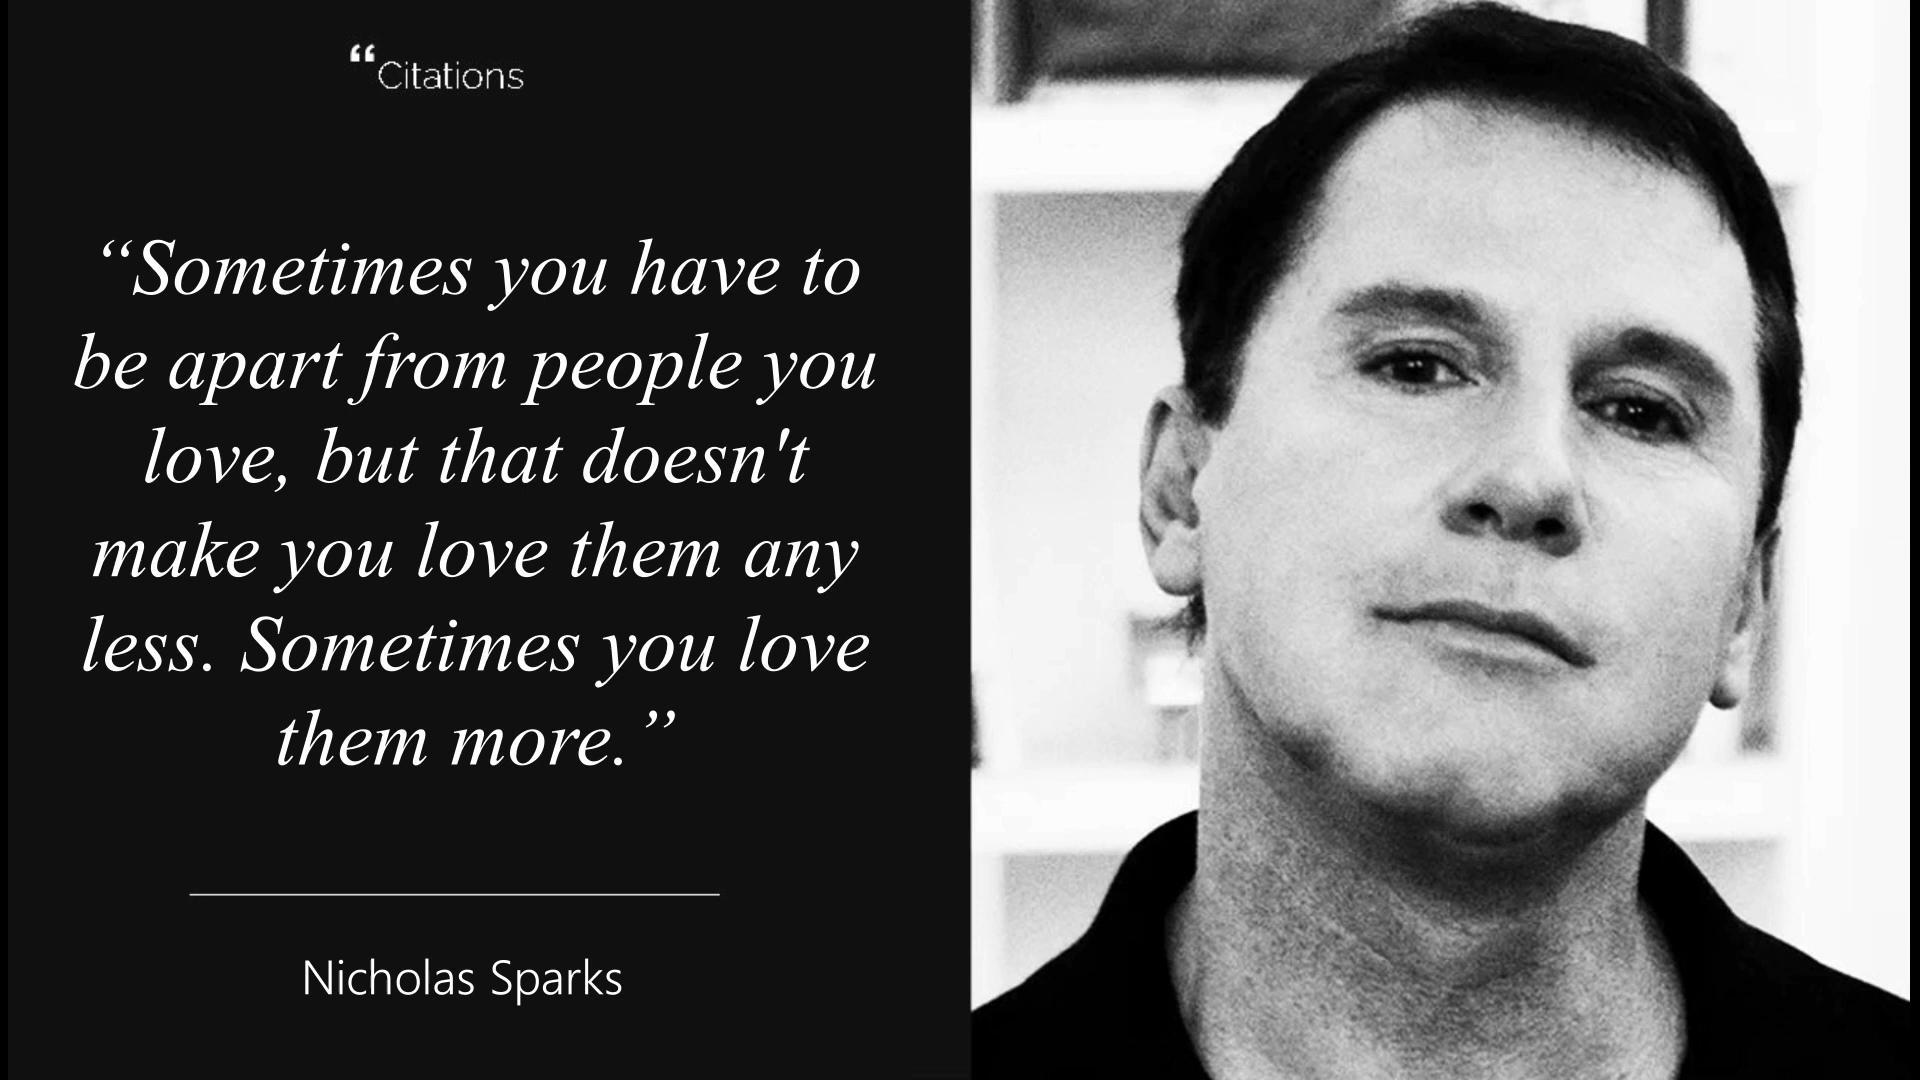 “Citations
“Sometimes you have to
be apart from people you
love, but that doesn't
make you love them any
less. Sometimes you love
them more.”
Nicholas Sparks